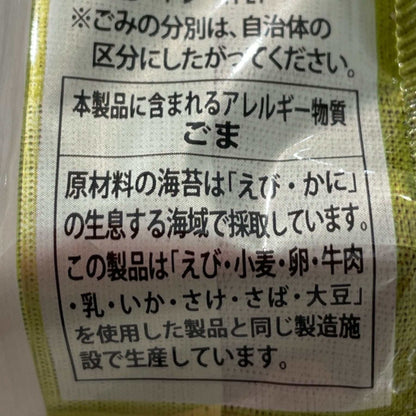 ※ごみの分別は、自治体の
区分にしたがってください。
本製品に含まれるアレルギー物質
ごま
原材料の海苔は「えび・かに」
の生息する海域で採取しています。
この製品は「えび・小麦・卵・牛肉
・乳・いか・さけ・さば・大豆」
を使用した製品と同じ製造施
設で生産しています。